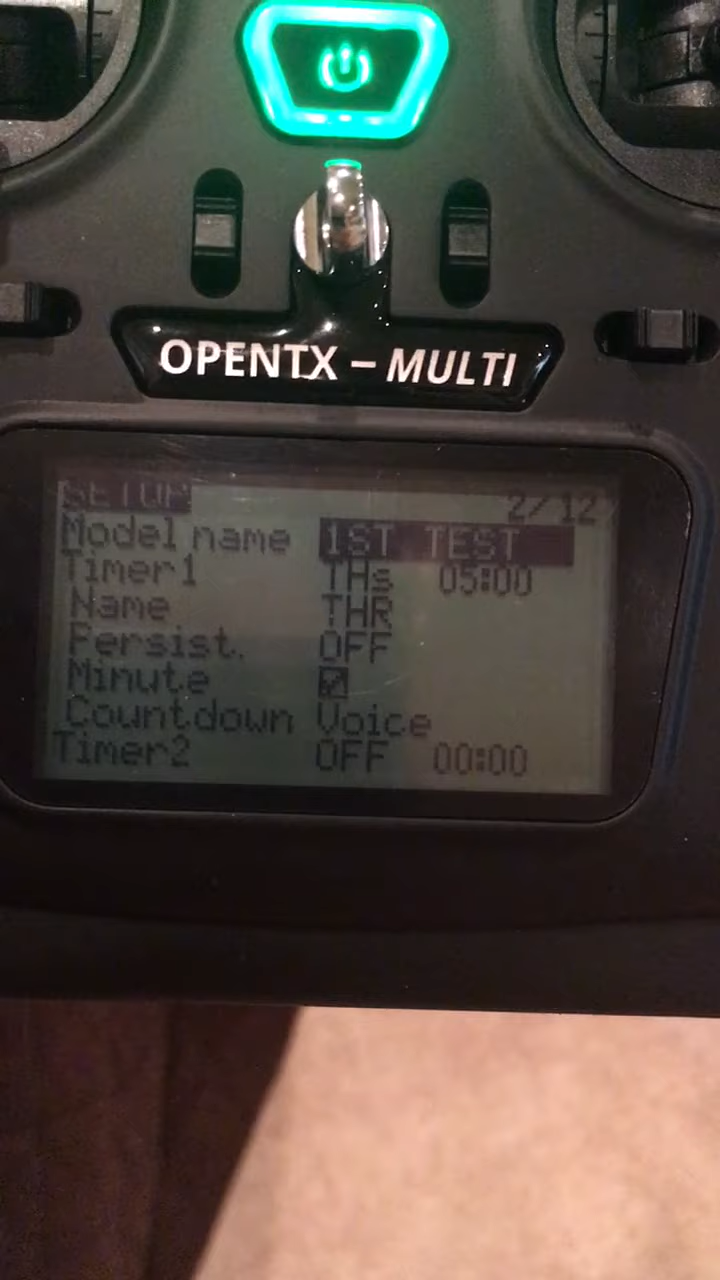 OPENTX – MULTI
SETUP 2/12
Model name 1ST TEST
Timer1 THs 05:00
Name THR
Persist. OFF
Minute
Countdown Voice
Timer2 OFF 00:00